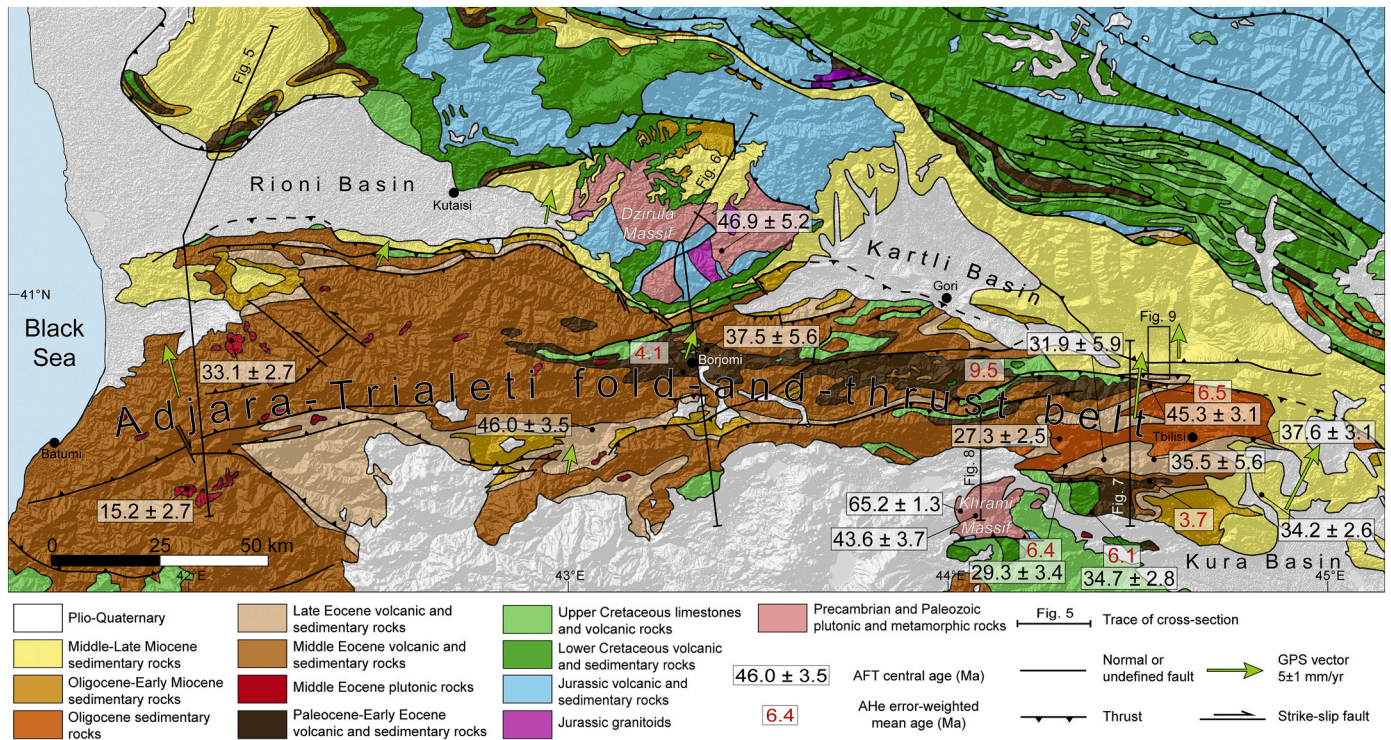 Fig. 5
Rioni Basin
Kutaisi
Dzirula
Massif
Fig. 6
46.9 ± 5.2
Kartli Basin
Gori
41°N
Black
Sea
Fig. 9
33.1 ± 2.7
4.1
37.5 ± 5.6
Borjomi
31.9 ± 5.9
9.5
6.5
45.3 ± 3.1
Adjara-Trialeti fold-and-thrust belt
46.0 ± 3.5
27.3 ± 2.5
Tbilisi
37.6 ± 3.1
35.5 ± 5.6
Batumi
Fig. 8
Fig. 7
15.2 ± 2.7
65.2 ± 1.3
Khrami
Massif
43.6 ± 3.7
3.7
34.2 ± 2.6
6.4
29.3 ± 3.4
6.1
34.7 ± 2.8
Kura Basin
0 25 50 km
42°E
43°E
44°E
45°E
Plio-Quaternary
Middle-Late Miocene
sedimentary rocks
Oligocene-Early Miocene
sedimentary rocks
Oligocene sedimentary
rocks
Late Eocene volcanic and
sedimentary rocks
Middle Eocene volcanic and
sedimentary rocks
Middle Eocene plutonic rocks
Paleocene-Early Eocene
volcanic and sedimentary rocks
Upper Cretaceous limestones
and volcanic rocks
Lower Cretaceous volcanic
and sedimentary rocks
Jurassic volcanic and
sedimentary rocks
Jurassic granitoids
Precambrian and Paleozoic
plutonic and metamorphic rocks
46.0 ± 3.5
AFT central age (Ma)
6.4
AHe error-weighted
mean age (Ma)
Fig. 5
Trace of cross-section
Normal or
undefined fault
Thrust
GPS vector
5±1 mm/yr
Strike-slip fault